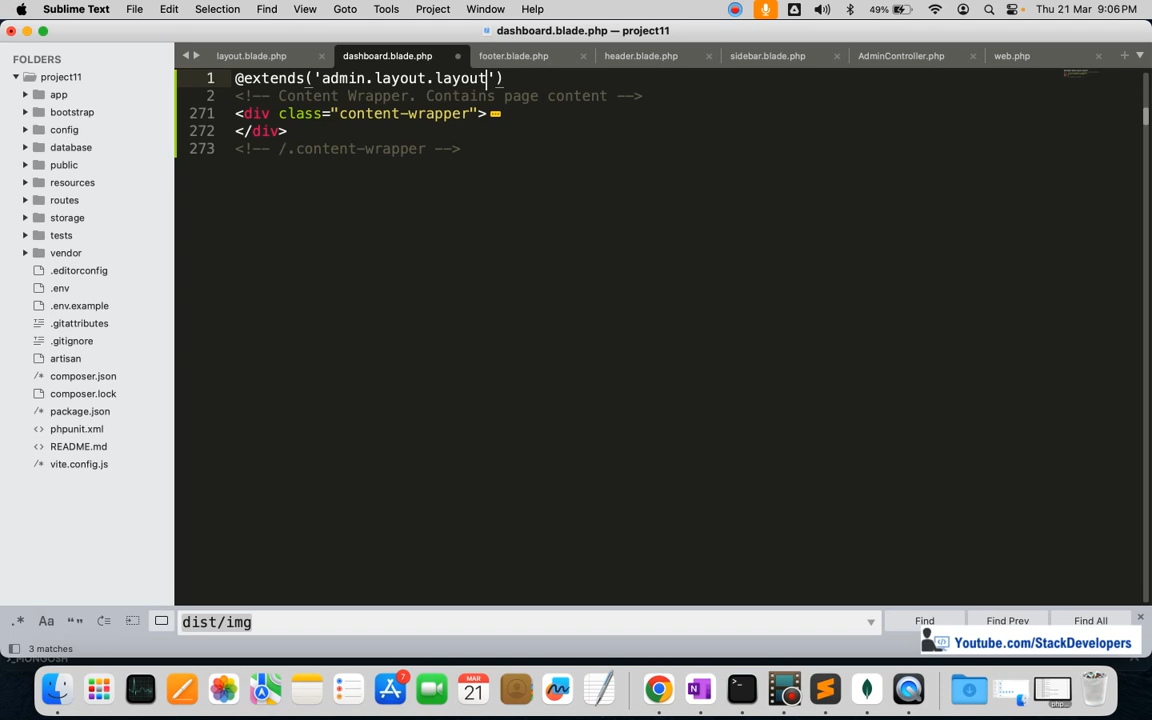 Sublime Text File Edit Selection Find View Goto Tools Project Window Help 49% Thu 21 Mar 9:06 PM
dashboard.blade.php — project11
FOLDERS
project11
app
bootstrap
config
database
public
resources
routes
storage
tests
vendor
.editorconfig
.env
.env.example
.gitattributes
.gitignore
artisan
composer.json
composer.lock
package.json
phpunit.xml
README.md
vite.config.js
layout.blade.php dashboard.blade.php footer.blade.php header.blade.php sidebar.blade.php AdminController.php web.php
1 @extends('admin.layout.layout')
2 <!-- Content Wrapper. Contains page content -->
271 <div class="content-wrapper">
272 </div>
273 <!-- /.content-wrapper -->
.* Aa dist/img Find Find Prev Find All
3 matches
Youtube.com/StackDevelopers
7
MAR
21
php